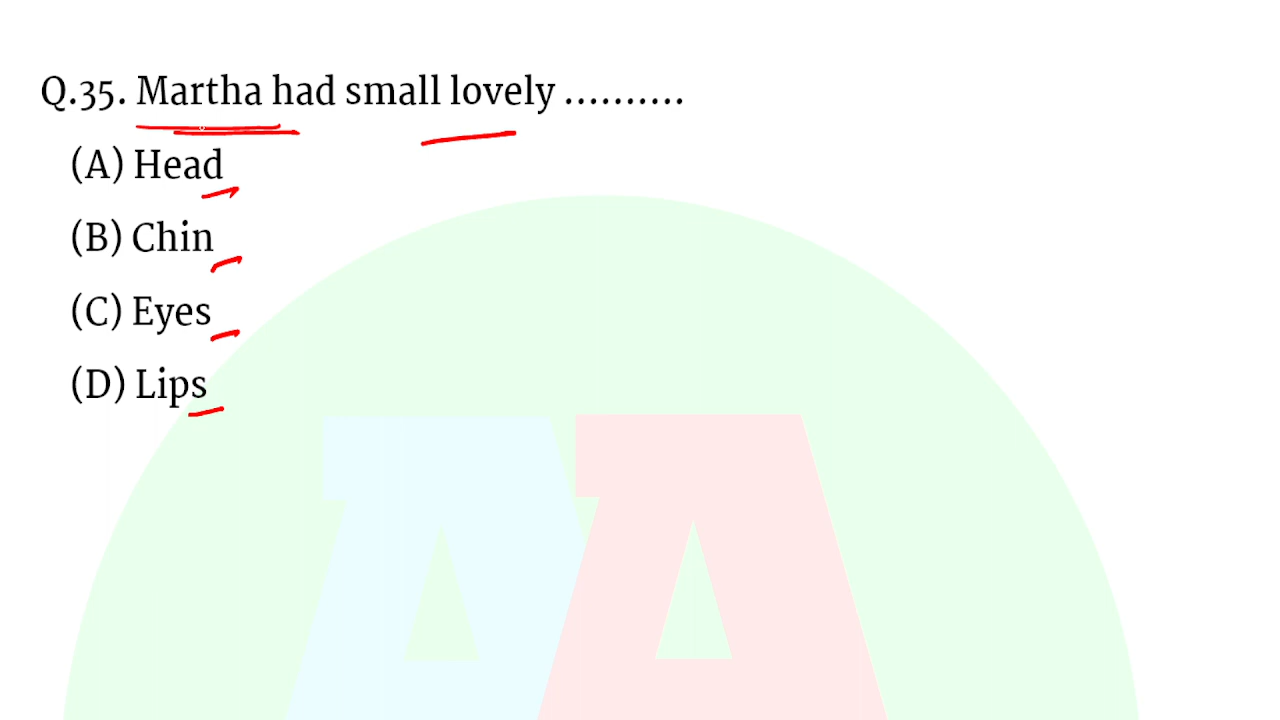 Q.35. Martha had small lovely ..........
(A) Head
(B) Chin
(C) Eyes
(D) Lips